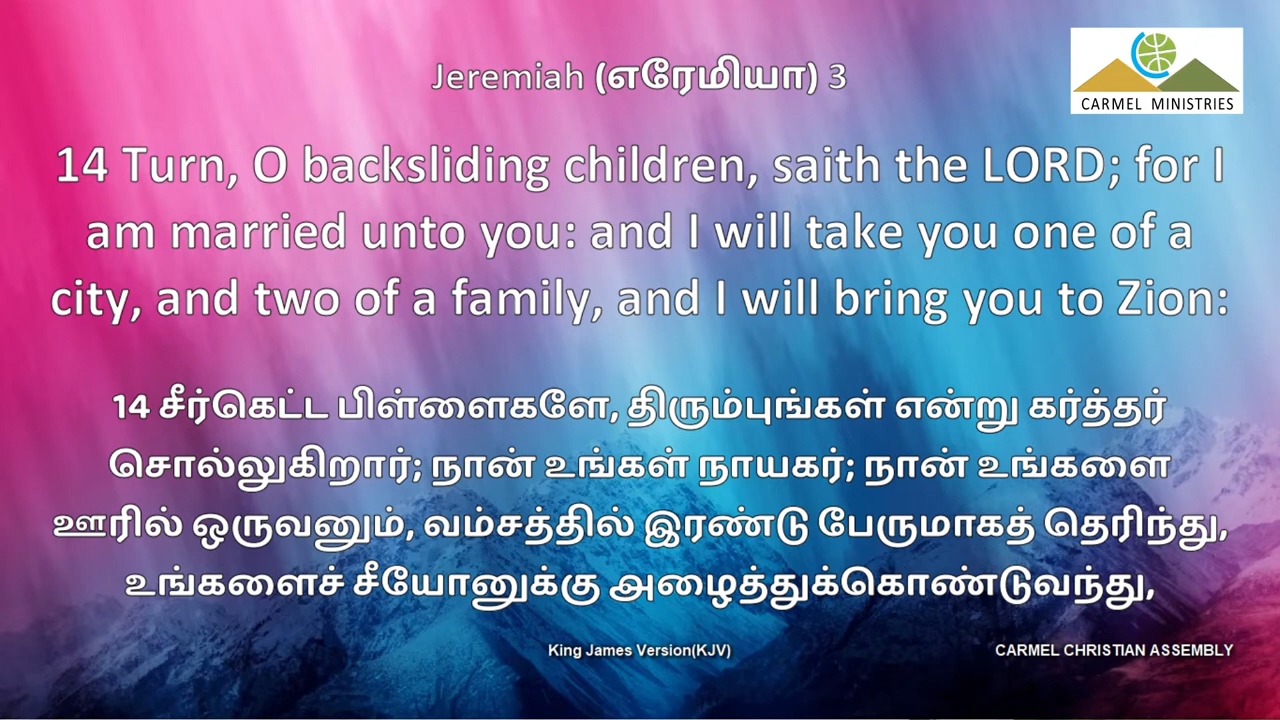 Jeremiah (எரேமியா) 3
CARMEL MINISTRIES
14 Turn, O backsliding children, saith the LORD; for I
am married unto you: and I will take you one of a
city, and two of a family, and I will bring you to Zion:
14 சீர்கெட்ட பிள்ளைகளே, திரும்புங்கள் என்று கர்த்தர்
சொல்லுகிறார்; நான் உங்கள் நாயகர்; நான் உங்களை
ஊரில் ஒருவனும், வம்சத்தில் இரண்டு பேருமாகத் தெரிந்து,
உங்களைச் சீயோனுக்கு அழைத்துக்கொண்டுவந்து,
King James Version(KJV)
CARMEL CHRISTIAN ASSEMBLY